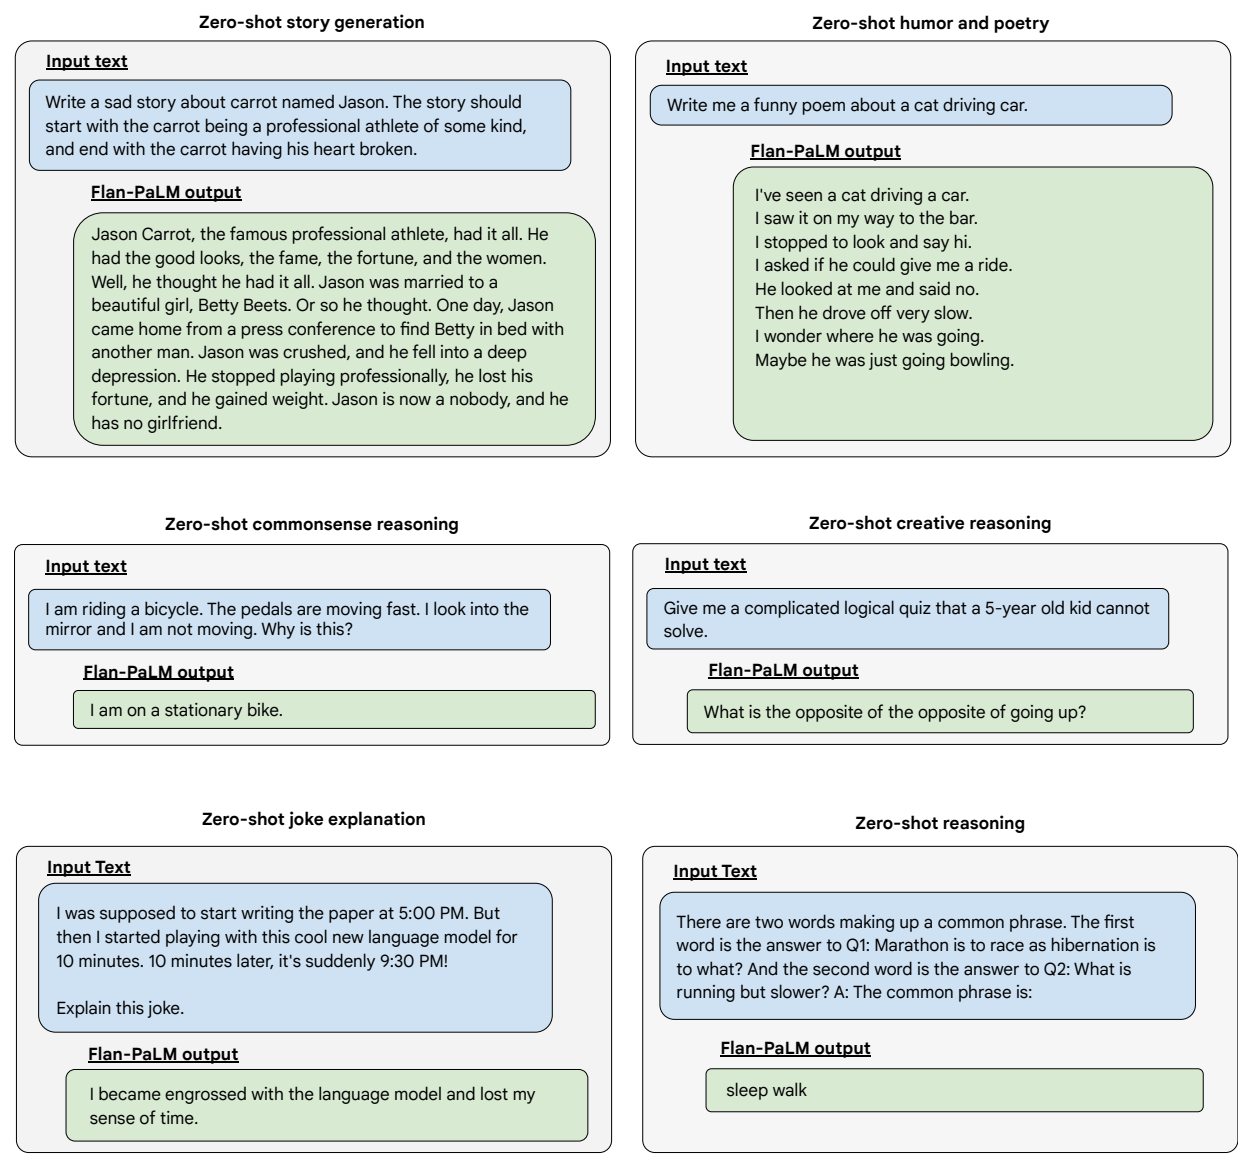 Zero-shot story generation
Input text
Write a sad story about carrot named Jason. The story should
start with the carrot being a professional athlete of some kind,
and end with the carrot having his heart broken.
Flan-PaLM output
Jason Carrot, the famous professional athlete, had it all. He
had the good looks, the fame, the fortune, and the women.
Well, he thought he had it all. Jason was married to a
beautiful girl, Betty Beets. Or so he thought. One day, Jason
came home from a press conference to find Betty in bed with
another man. Jason was crushed, and he fell into a deep
depression. He stopped playing professionally, he lost his
fortune, and he gained weight. Jason is now a nobody, and he
has no girlfriend.
Zero-shot humor and poetry
Input text
Write me a funny poem about a cat driving car.
Flan-PaLM output
I've seen a cat driving a car.
I saw it on my way to the bar.
I stopped to look and say hi.
I asked if he could give me a ride.
He looked at me and said no.
Then he drove off very slow.
I wonder where he was going.
Maybe he was just going bowling.
Zero-shot commonsense reasoning
Input text
I am riding a bicycle. The pedals are moving fast. I look into the
mirror and I am not moving. Why is this?
Flan-PaLM output
I am on a stationary bike.
Zero-shot creative reasoning
Input text
Give me a complicated logical quiz that a 5-year old kid cannot
solve.
Flan-PaLM output
What is the opposite of the opposite of going up?
Zero-shot joke explanation
Input Text
I was supposed to start writing the paper at 5:00 PM. But
then I started playing with this cool new language model for
10 minutes. 10 minutes later, it's suddenly 9:30 PM!
Explain this joke.
Flan-PaLM output
I became engrossed with the language model and lost my
sense of time.
Zero-shot reasoning
Input Text
There are two words making up a common phrase. The first
word is the answer to Q1: Marathon is to race as hibernation is
to what? And the second word is the answer to Q2: What is
running but slower? A: The common phrase is:
Flan-PaLM output
sleep walk